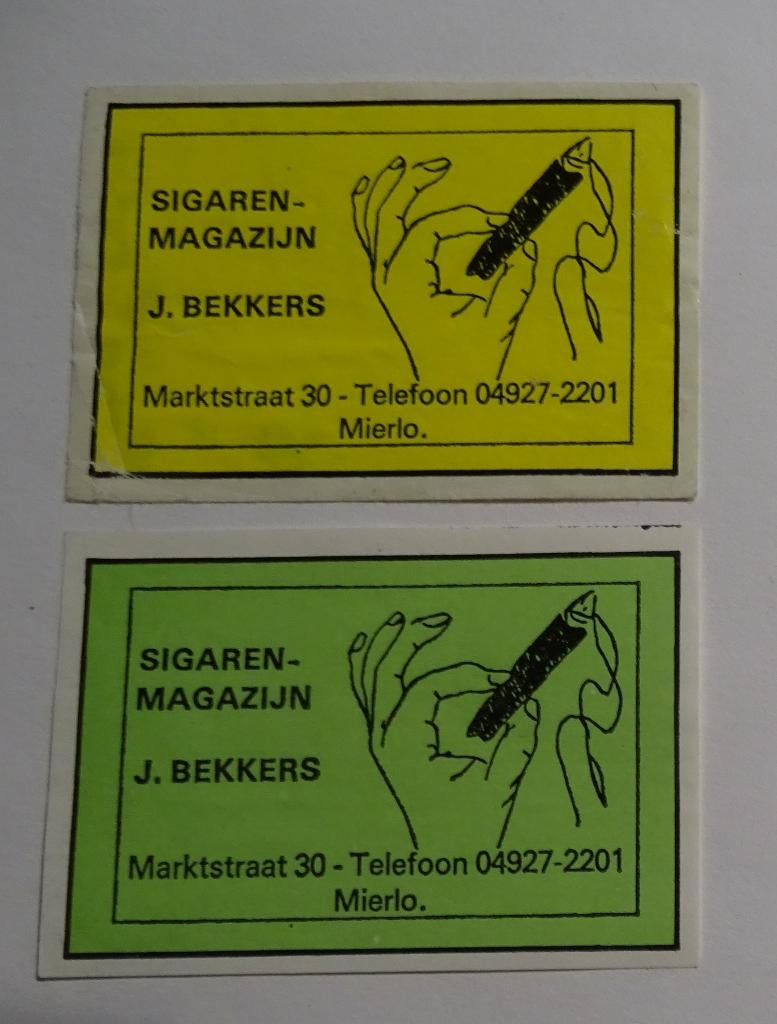 SIGAREN-
MAGAZIJN
J. BEKKERS
Marktstraat 30 - Telefoon 04927-2201
Mierlo.
SIGAREN-
MAGAZIJN
J. BEKKERS
Marktstraat 30 - Telefoon 04927-2201
Mierlo.